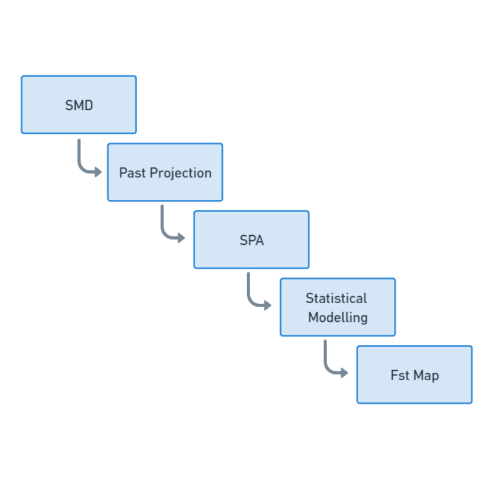 SMD
Past Projection
SPA
Statistical
Modelling
Fst Map